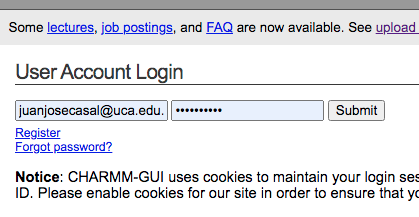 Some lectures, job postings, and FAQ are now available. See upload
User Account Login
juanjosecasal@uca.edu. •••••••••• Submit
Register
Forgot password?
Notice: CHARMM-GUI uses cookies to maintain your login ses
ID. Please enable cookies for our site in order to ensure that yo